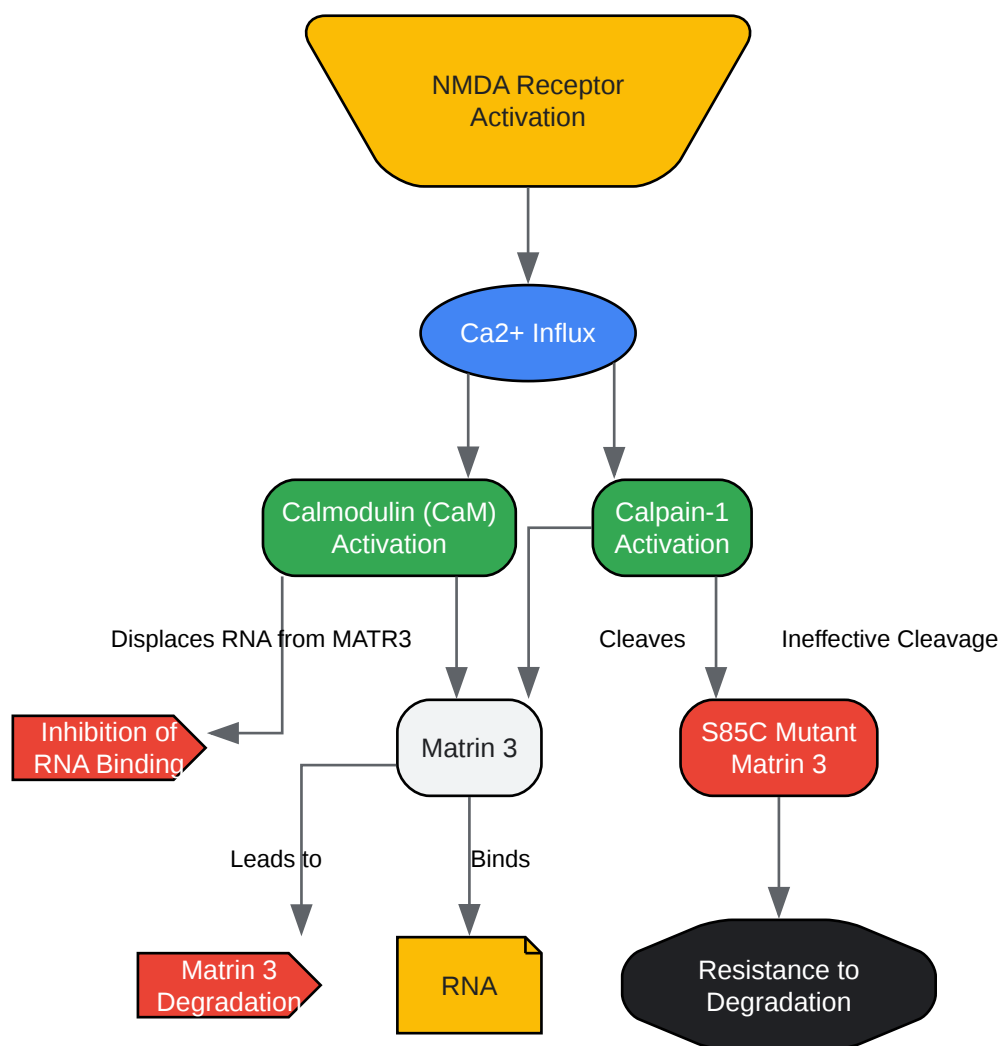 NMDA Receptor
Activation
Ca2+ Influx
Calmodulin (CaM)
Activation
Calpain-1
Activation
Displaces RNA from MATR3
Cleaves
Ineffective Cleavage
Inhibition of
RNA Binding
Matrin 3
S85C Mutant
Matrin 3
Leads to
Binds
Matrin 3
Degradation
RNA
Resistance to
Degradation